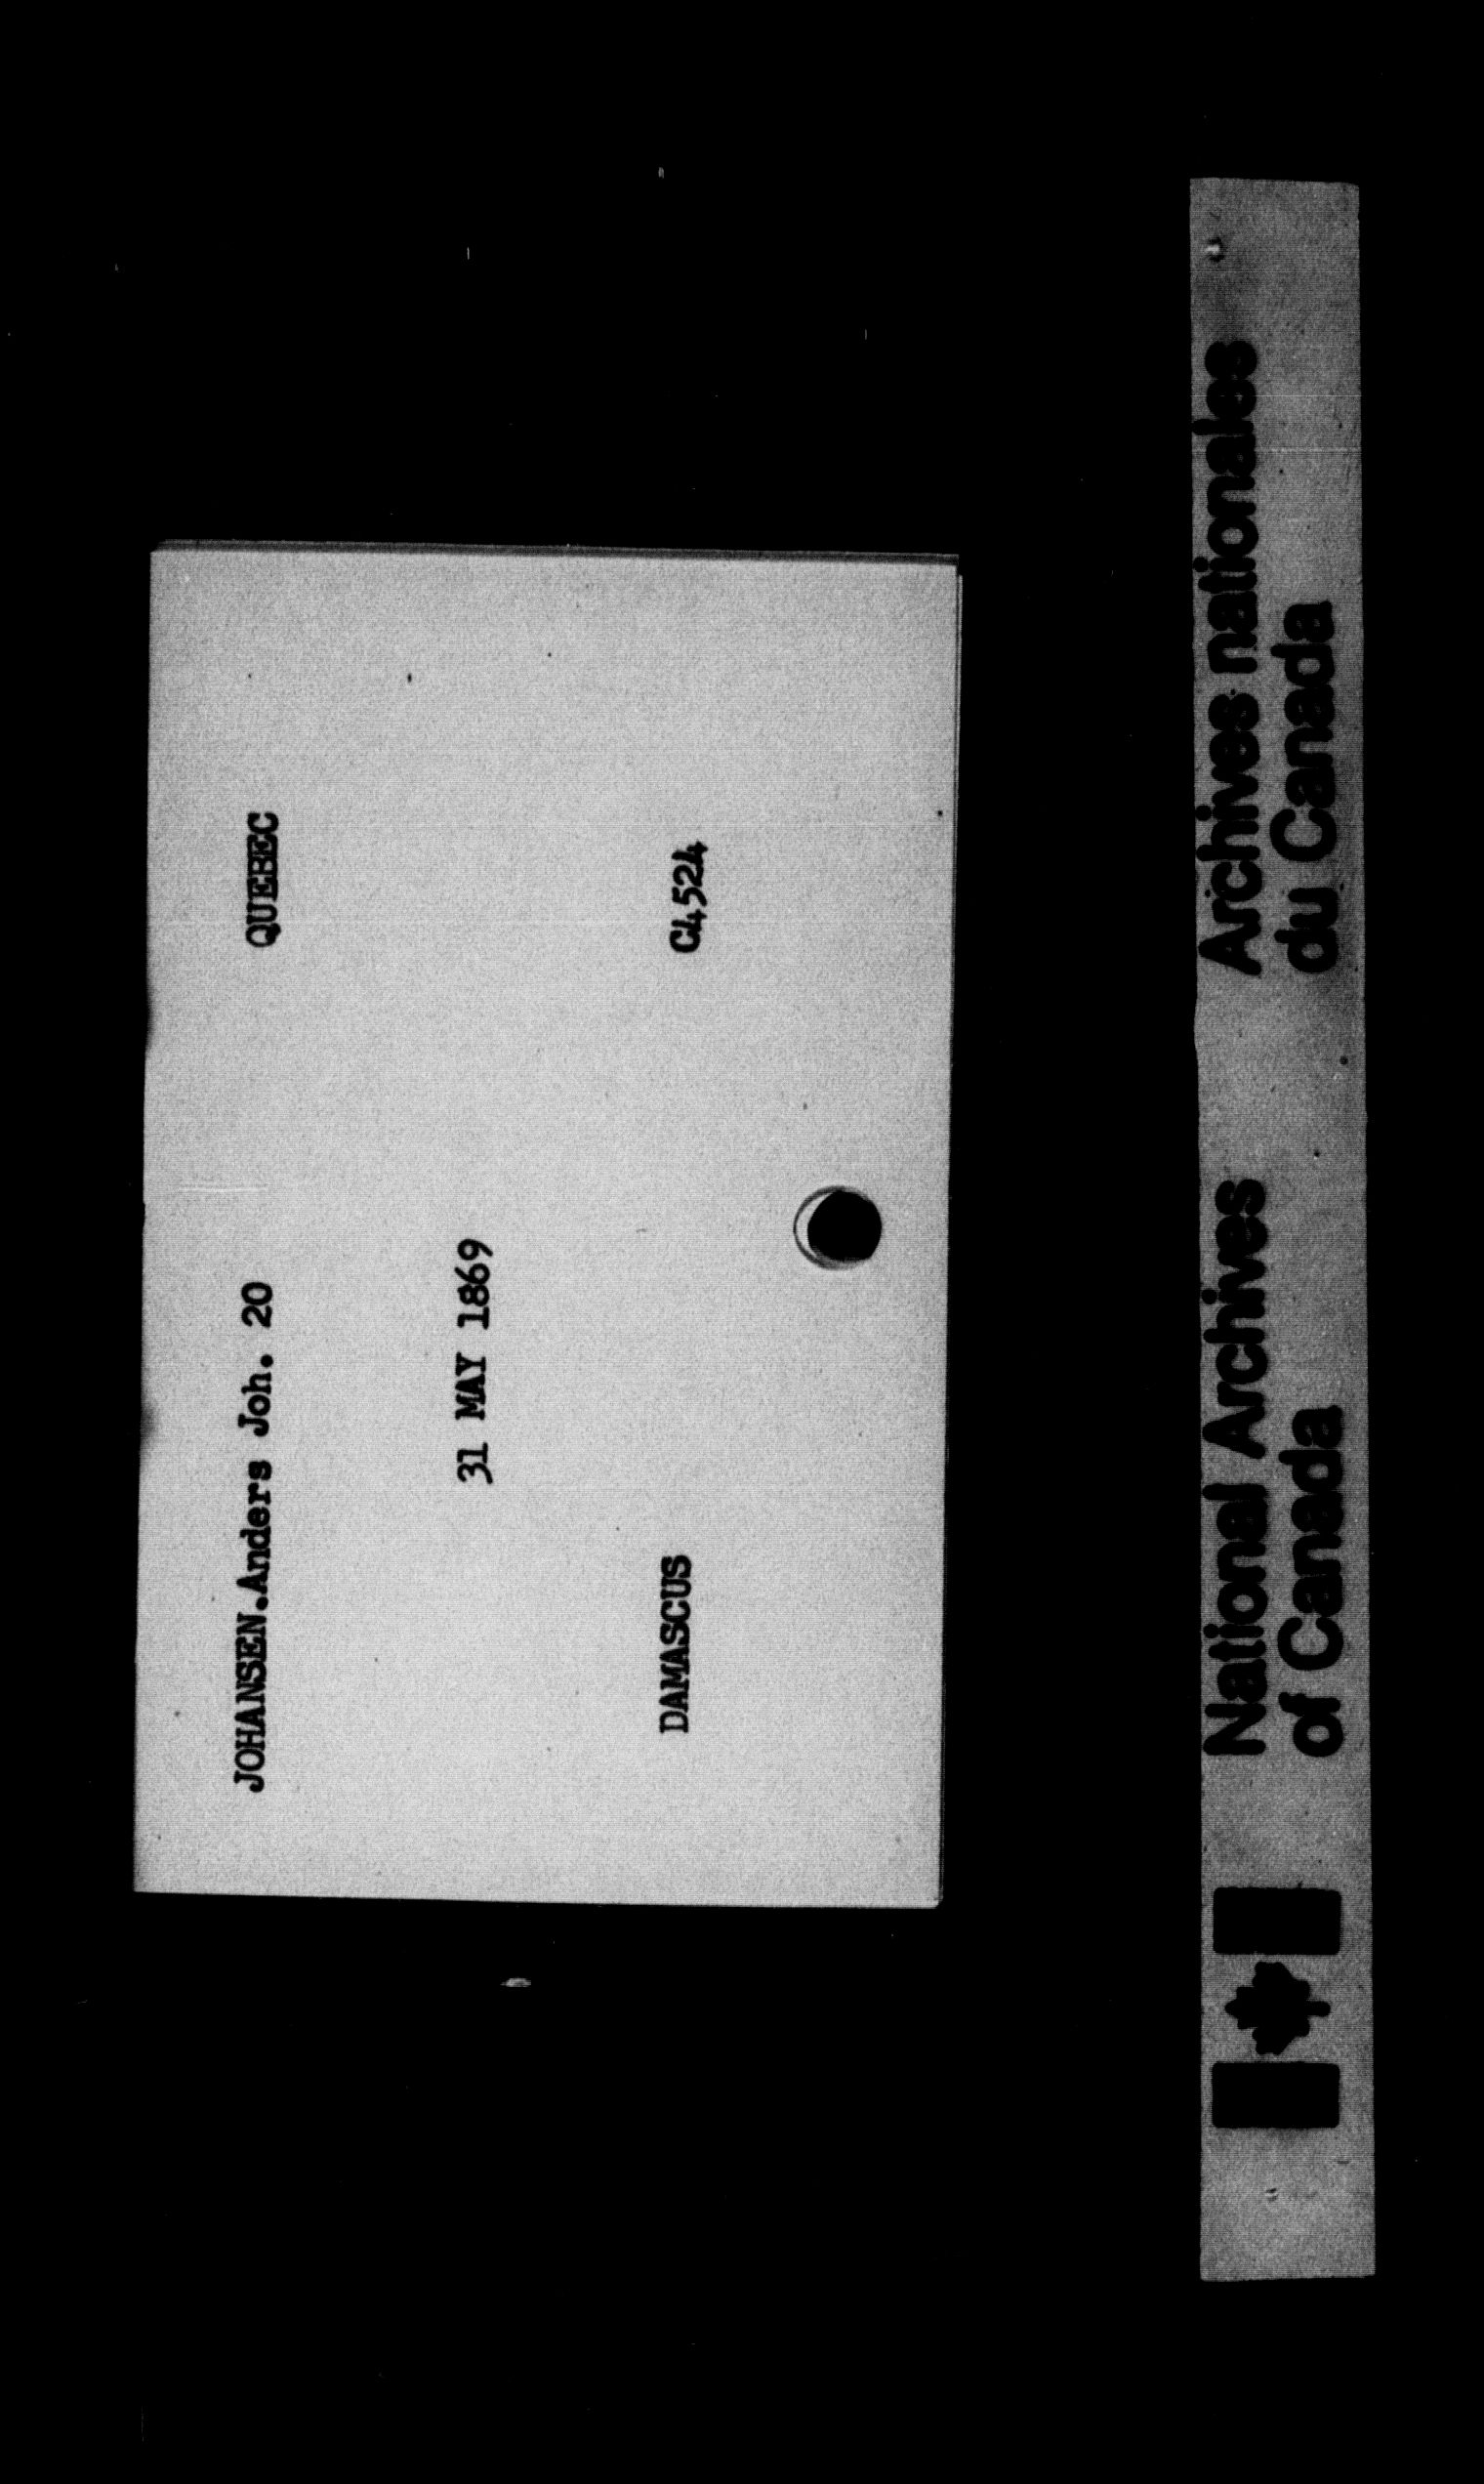 JOHANSEN.Anders Joh. 20 QUEBEC
31 MAY 1869
DAMASCUS C4524
National Archives
of Canada
Archives nationales
du Canada